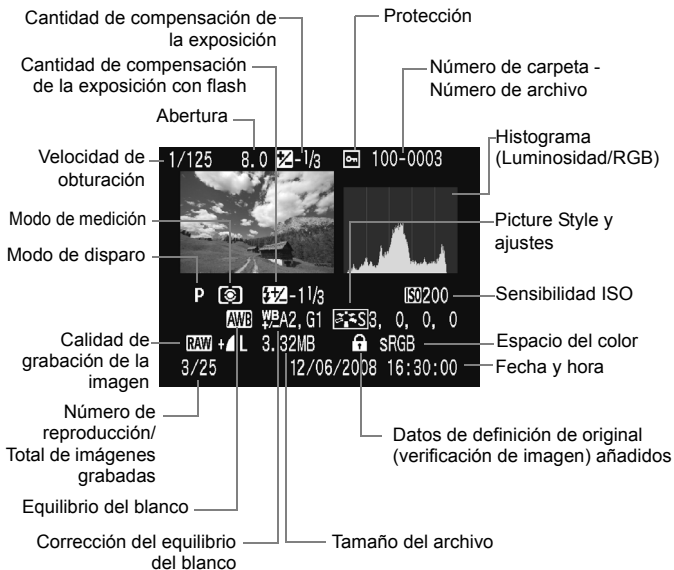 Cantidad de compensación de
la exposición
Protección
Cantidad de compensación
de la exposición con flash
Número de carpeta -
Número de archivo
Abertura
Histograma
(Luminosidad/RGB)
Velocidad de
obturación
1/125 8.0 -1/3 100-0003
Modo de medición
Picture Style y
ajustes
Modo de disparo
P -1 1/3 ISO200
Sensibilidad ISO
AWB WB A2, G1 S3, 0, 0, 0
Calidad de
grabación de la
imagen
RAW + L 3.32MB sRGB
Espacio del color
3/25 12/06/2008 16:30:00
Fecha y hora
Número de
reproducción/
Total de imágenes
grabadas
Datos de definición de original
(verificación de imagen) añadidos
Equilibrio del blanco
Corrección del equilibrio
del blanco
Tamaño del archivo